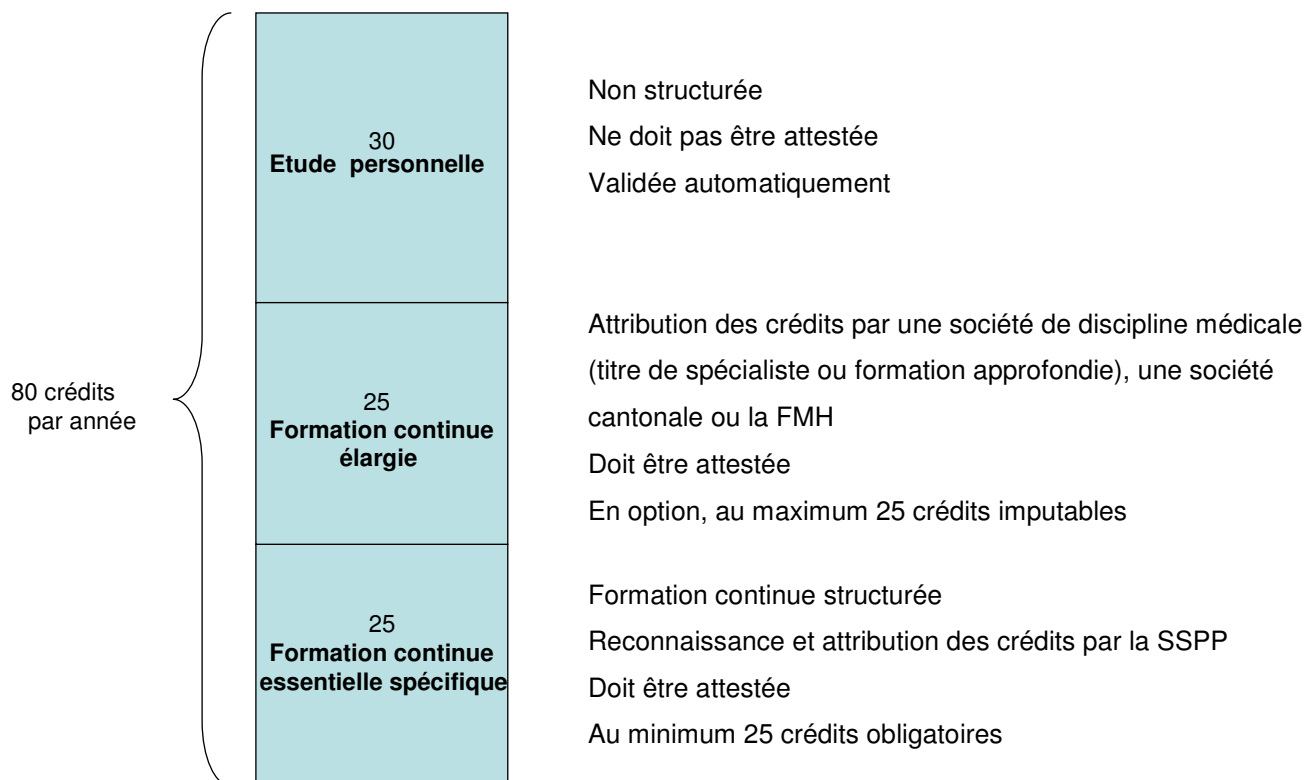 80 crédits
par année
30
Etude personnelle
Non structurée
Ne doit pas être attestée
Validée automatiquement
25
Formation continue
élargie
Attribution des crédits par une société de discipline médicale
(titre de spécialiste ou formation approfondie), une société
cantonale ou la FMH
Doit être attestée
En option, au maximum 25 crédits imputables
25
Formation continue
essentielle spécifique
Formation continue structurée
Reconnaissance et attribution des crédits par la SSPP
Doit être attestée
Au minimum 25 crédits obligatoires